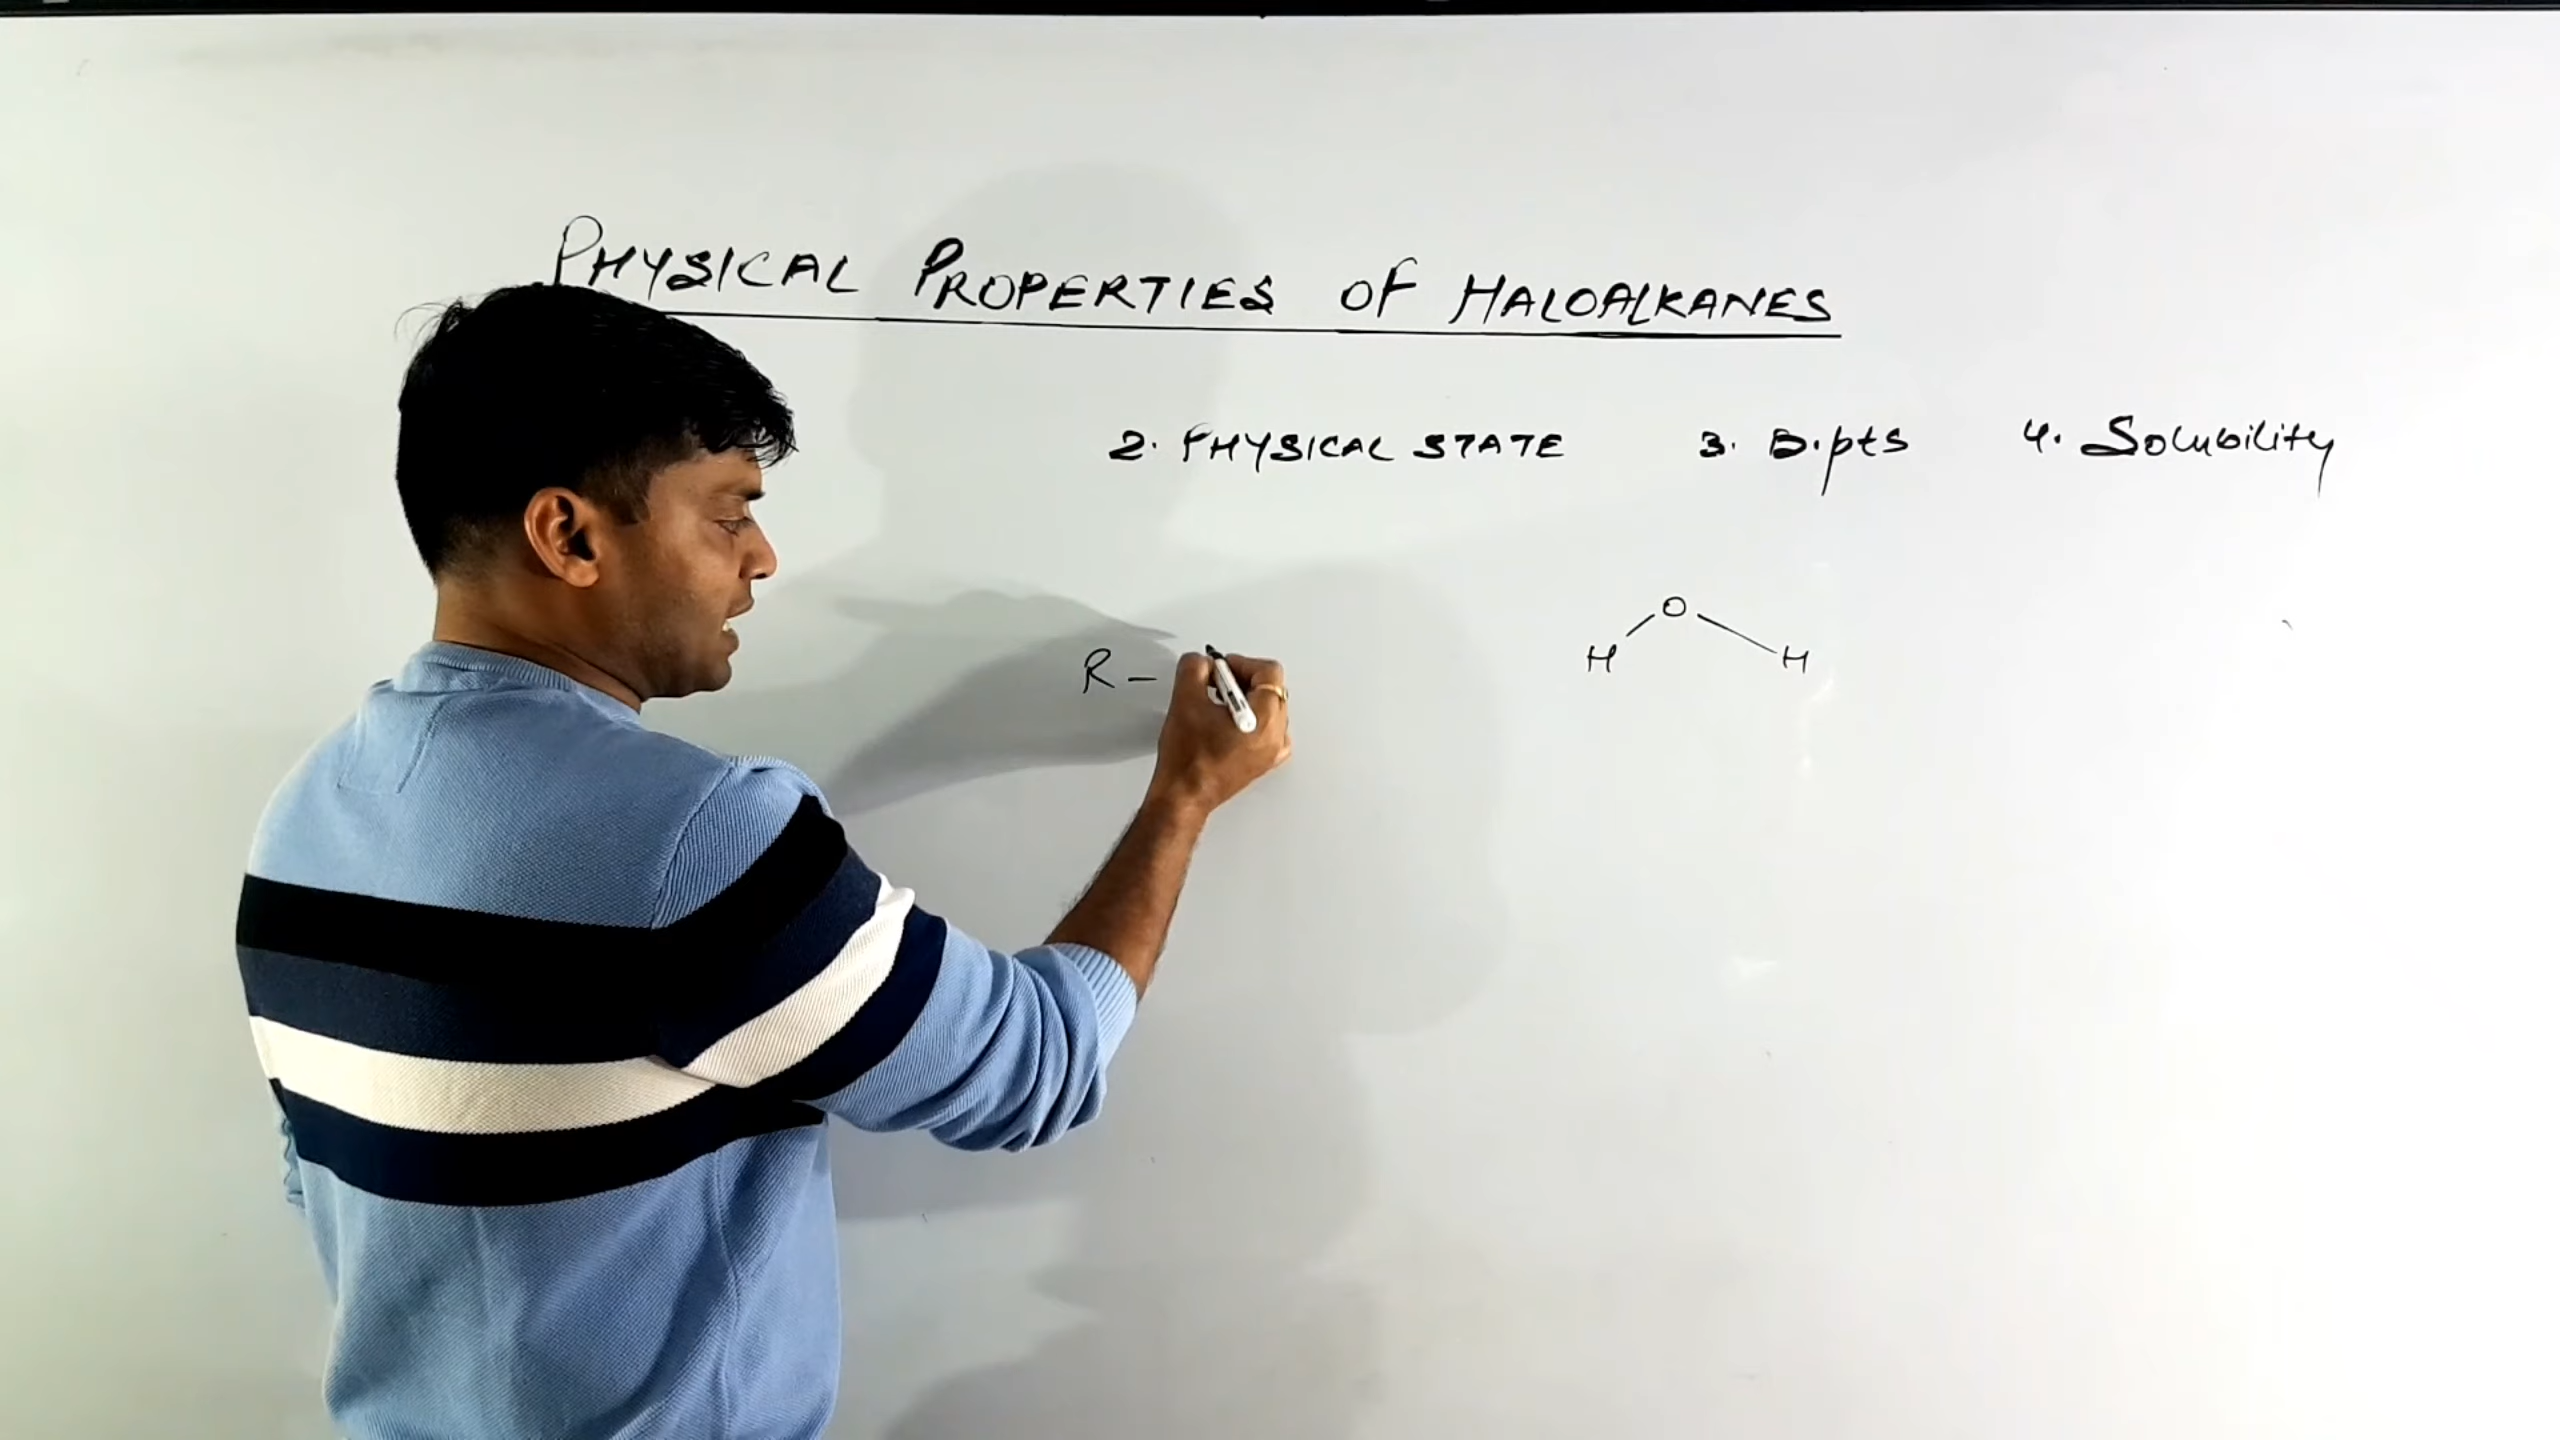 PHYSICAL PROPERTIES OF HALOALKANES
2. PHYSICAL STATE 3. B.pts 4. Solubility
O
R – H H